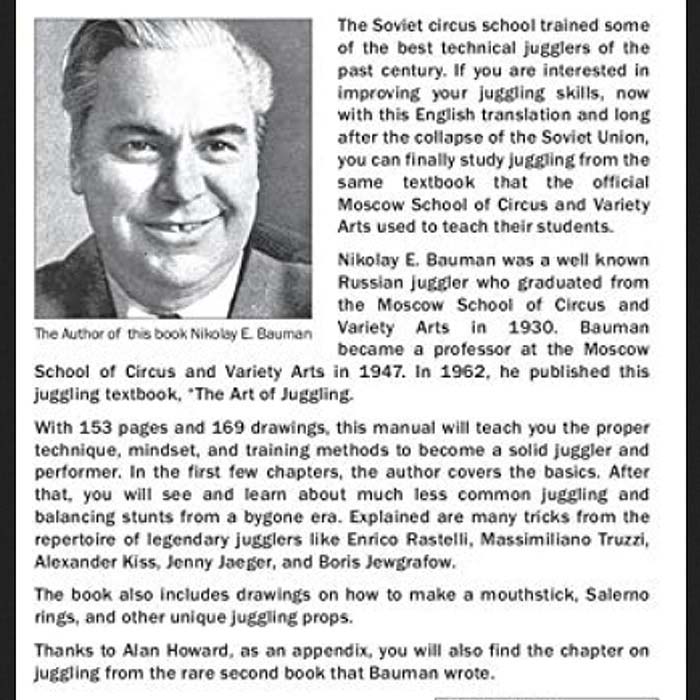 The Soviet circus school trained some
of the best technical jugglers of the
past century. If you are interested in
improving your juggling skills, now
with this English translation and long
after the collapse of the Soviet Union,
you can finally study juggling from the
same textbook that the official
Moscow School of Circus and Variety
Arts used to teach their students.
Nikolay E. Bauman was a well known
Russian juggler who graduated from
the Moscow School of Circus and
Variety Arts in 1930. Bauman
became a professor at the Moscow
The Author of this book Nikolay E. Bauman
School of Circus and Variety Arts in 1947. In 1962, he published this
juggling textbook, "The Art of Juggling.
With 153 pages and 169 drawings, this manual will teach you the proper
technique, mindset, and training methods to become a solid juggler and
performer. In the first few chapters, the author covers the basics. After
that, you will see and learn about much less common juggling and
balancing stunts from a bygone era. Explained are many tricks from the
repertoire of legendary jugglers like Enrico Rastelli, Massimiliano Truzzi,
Alexander Kiss, Jenny Jaeger, and Boris Jewgrafow.
The book also includes drawings on how to make a mouthstick, Salerno
rings, and other unique juggling props.
Thanks to Alan Howard, as an appendix, you will also find the chapter on
juggling from the rare second book that Bauman wrote.